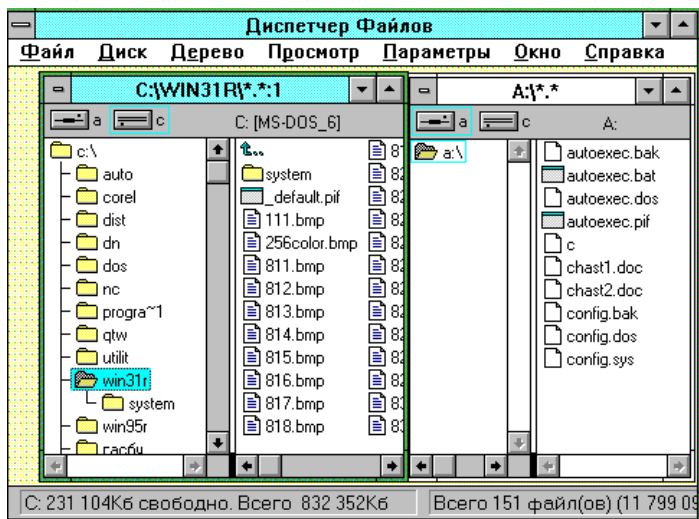 Диспетчер Файлов
Файл Диск Дерево Просмотр Параметры Окно Справка
C:\WIN31R\*.*:1
a c C: [MS-DOS_6]
c:\
auto
corel
dist
dn
dos
nc
progra~1
qtw
utilit
win31r
system
win95r
гасбу
system
_default.pif
111.bmp
256color.bmp
811.bmp
812.bmp
813.bmp
814.bmp
815.bmp
816.bmp
817.bmp
818.bmp
A:\*.*
a c A:
a:\
autoexec.bak
autoexec.bat
autoexec.dos
autoexec.pif
c
chast1.doc
chast2.doc
config.bak
config.dos
config.sys
C: 231 104Кб свободно. Всего 832 352Кб
Всего 151 файл(ов) (11 799 09